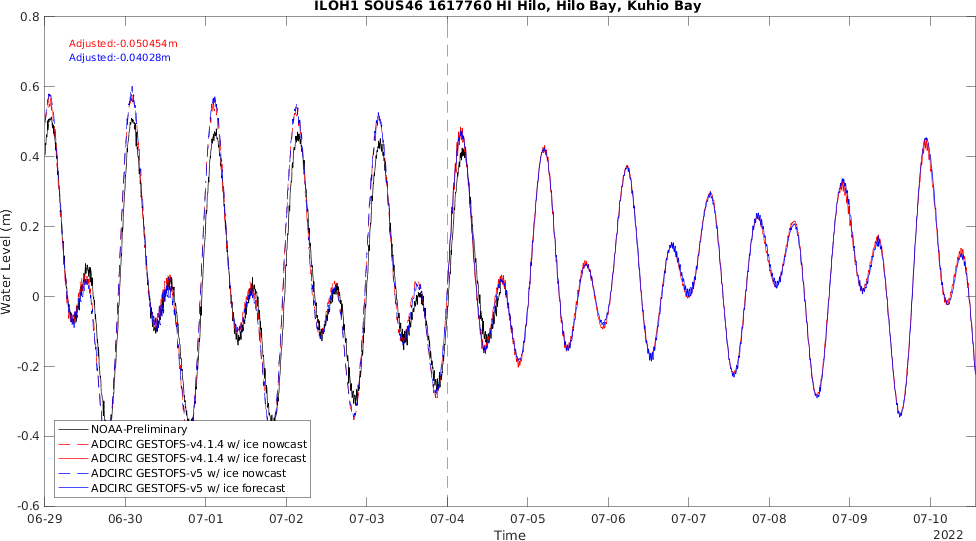 ILOH1 SOUS46 1617760 HI Hilo, Hilo Bay, Kuhio Bay
Adjusted:-0.050454m
Adjusted:-0.04028m
0.8
0.6
0.4
0.2
0
-0.2
-0.4
-0.6
Water Level (m)
NOAA-Preliminary
ADCIRC GESTOFS-v4.1.4 w/ ice nowcast
ADCIRC GESTOFS-v4.1.4 w/ ice forecast
ADCIRC GESTOFS-v5 w/ ice nowcast
ADCIRC GESTOFS-v5 w/ ice forecast
06-29 06-30 07-01 07-02 07-03 07-04 07-05 07-06 07-07 07-08 07-09 07-10
Time
2022